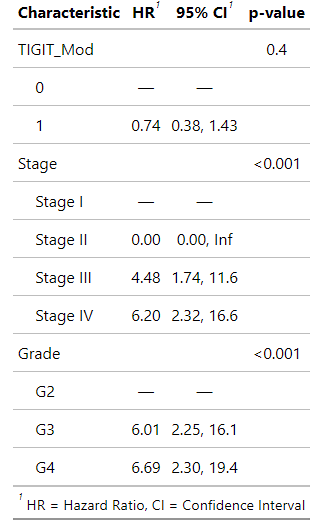 Characteristic HR¹ 95% CI¹ p-value
TIGIT_Mod 0.4
0 — —
1 0.74 0.38, 1.43
Stage <0.001
Stage I — —
Stage II 0.00 0.00, Inf
Stage III 4.48 1.74, 11.6
Stage IV 6.20 2.32, 16.6
Grade <0.001
G2 — —
G3 6.01 2.25, 16.1
G4 6.69 2.30, 19.4
¹ HR = Hazard Ratio, CI = Confidence Interval